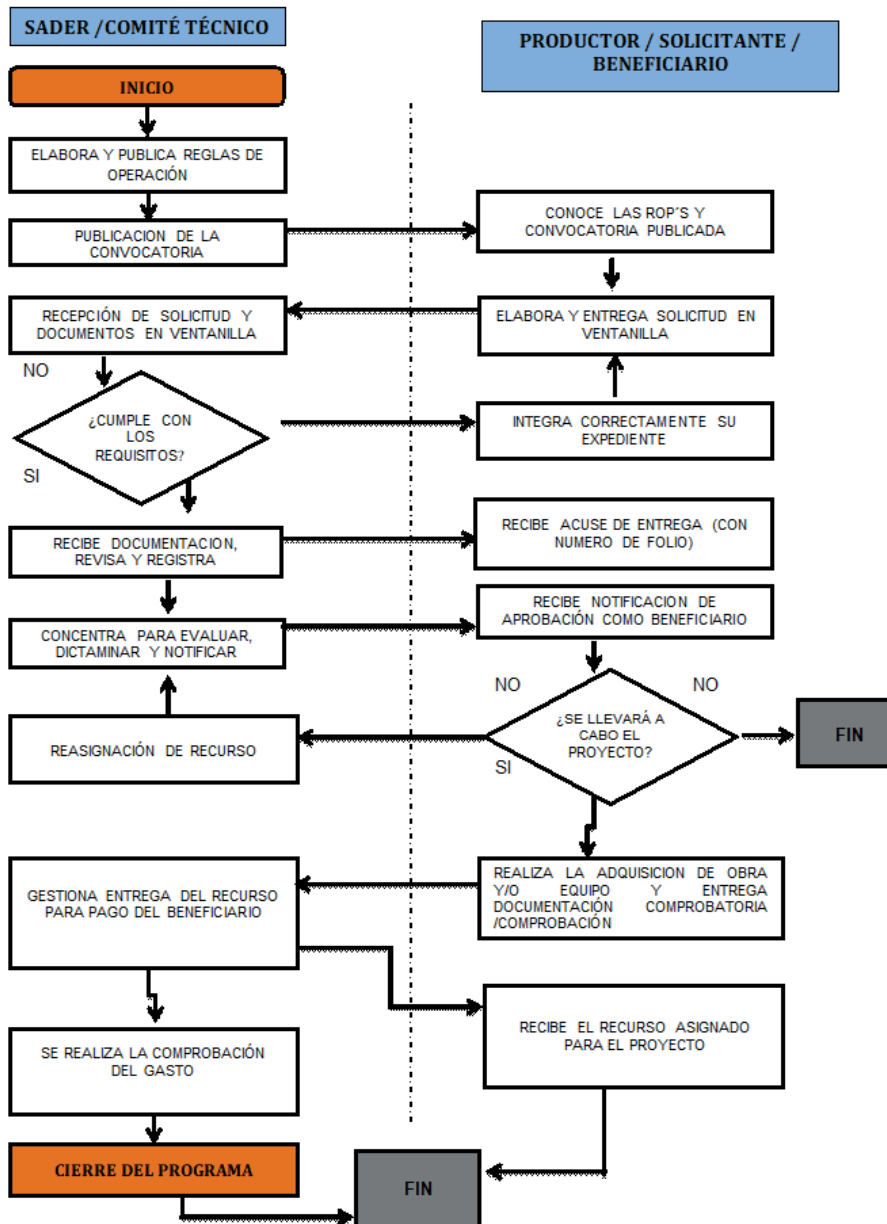 SADER /COMITÉ TÉCNICO
PRODUCTOR / SOLICITANTE /
BENEFICIARIO
INICIO
ELABORA Y PUBLICA REGLAS DE
OPERACIÓN
PUBLICACION DE LA
CONVOCATORIA
CONOCE LAS ROP´S Y
CONVOCATORIA PUBLICADA
RECEPCIÓN DE SOLICITUD Y
DOCUMENTOS EN VENTANILLA
ELABORA Y ENTREGA SOLICITUD EN
VENTANILLA
NO
¿CUMPLE CON
LOS
REQUISITOS?
SI
INTEGRA CORRECTAMENTE SU
EXPEDIENTE
RECIBE DOCUMENTACION,
REVISA Y REGISTRA
RECIBE ACUSE DE ENTREGA (CON
NUMERO DE FOLIO)
CONCENTRA PARA EVALUAR,
DICTAMINAR Y NOTIFICAR
RECIBE NOTIFICACION DE
APROBACIÓN COMO BENEFICIARIO
NO
NO
¿SE LLEVARÁ A
CABO EL
PROYECTO?
SI
FIN
REASIGNACIÓN DE RECURSO
GESTIONA ENTREGA DEL RECURSO
PARA PAGO DEL BENEFICIARIO
REALIZA LA ADQUISICION DE OBRA
Y/O EQUIPO Y ENTREGA
DOCUMENTACIÓN COMPROBATORIA
/COMPROBACIÓN
RECIBE EL RECURSO ASIGNADO
PARA EL PROYECTO
SE REALIZA LA COMPROBACIÓN
DEL GASTO
CIERRE DEL PROGRAMA
FIN